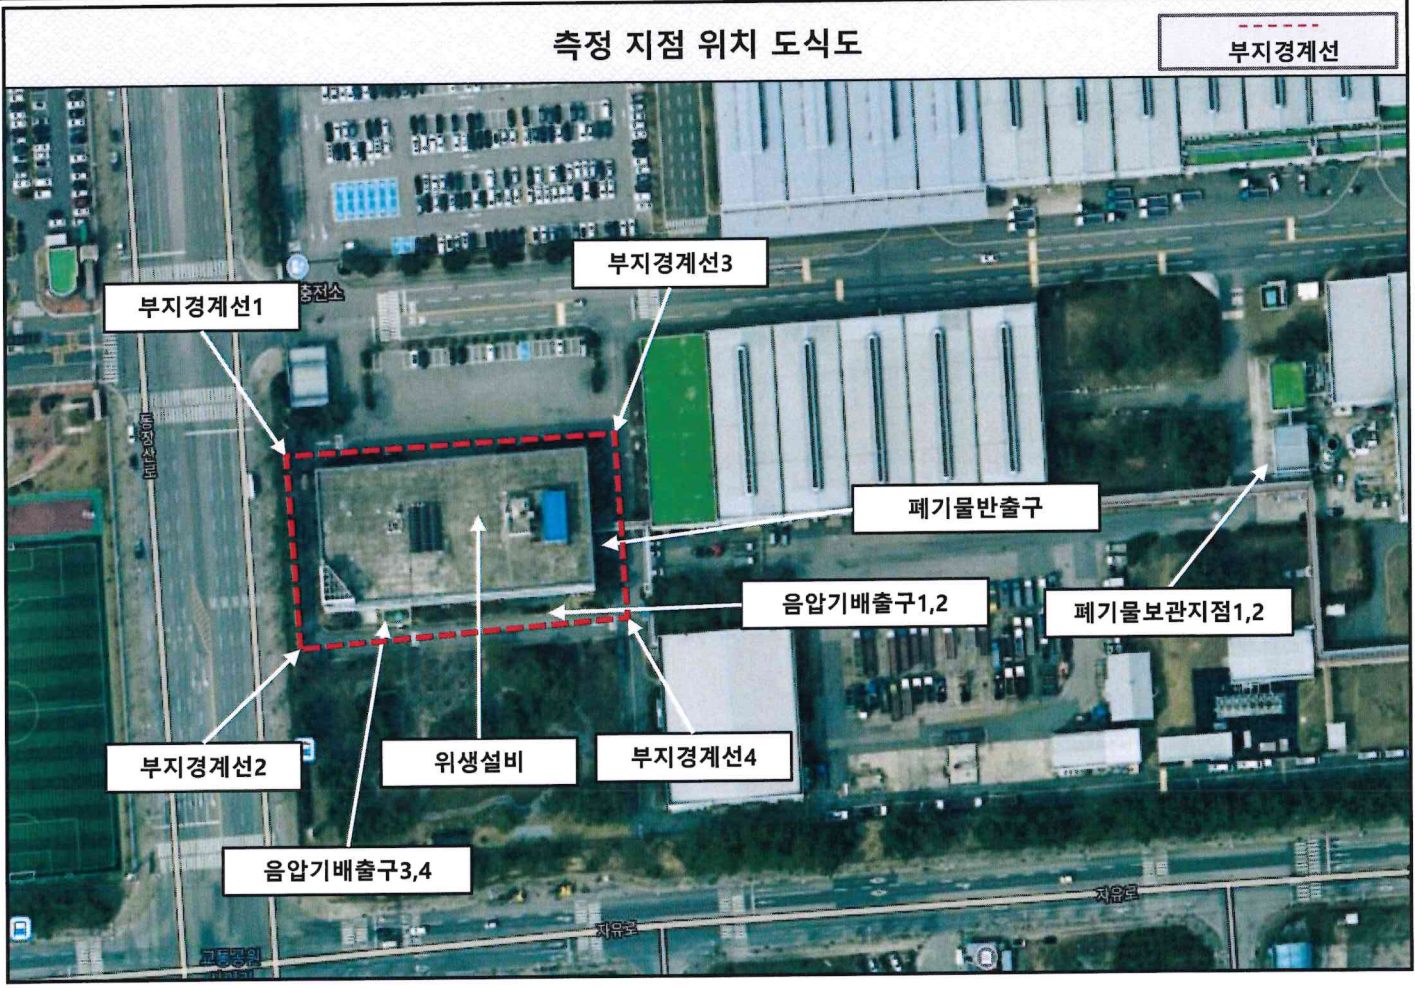 측정 지점 위치 도식도
부지경계선
부지경계선3
부지경계선1
충전소
동장산로
폐기물반출구
음압기배출구1,2
폐기물보관지점1,2
부지경계선2
위생설비
부지경계선4
음압기배출구3,4
자유로
자유로
교통공원